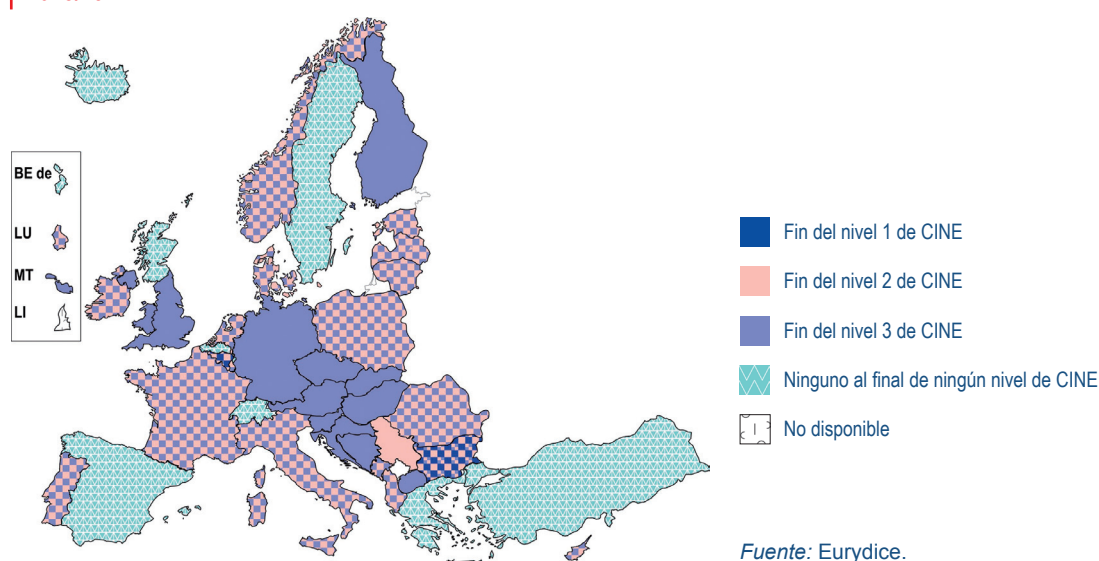 BE de
LU
MT
LI
Fin del nivel 1 de CINE
Fin del nivel 2 de CINE
Fin del nivel 3 de CINE
Ninguno al final de ningún nivel de CINE
No disponible
Fuente: Eurydice.